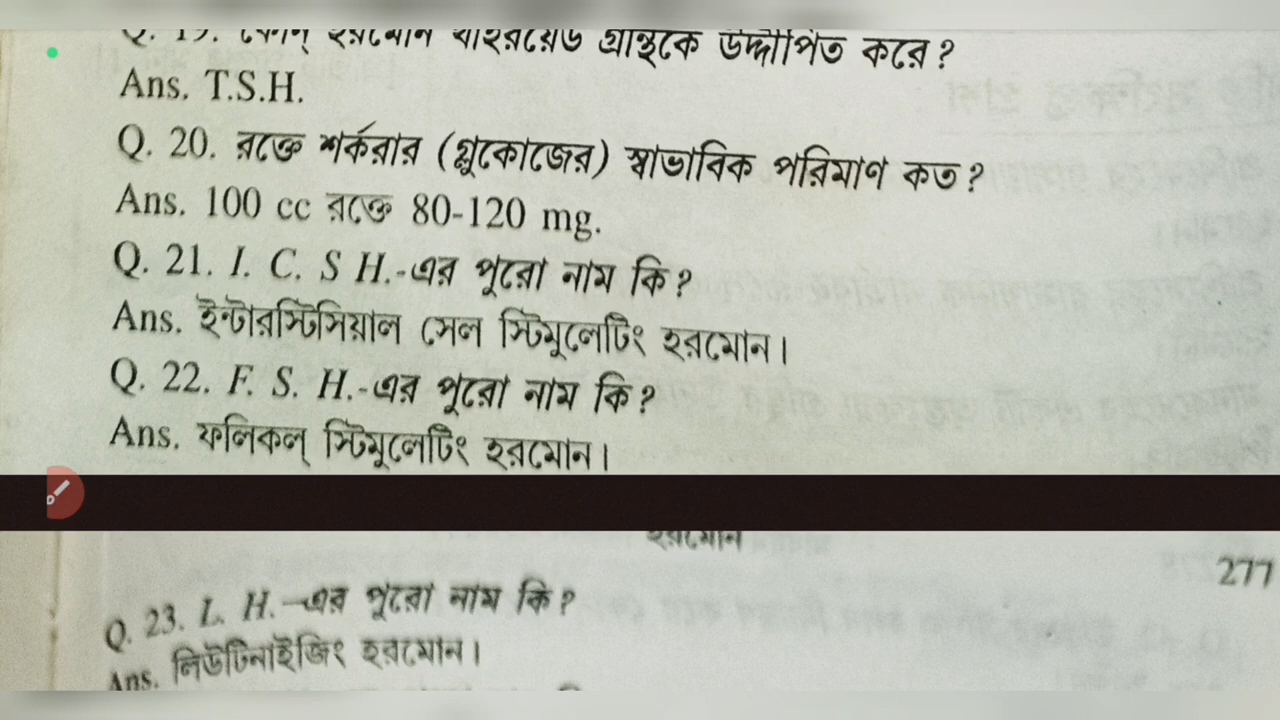 Q. 19. কোন্ হরমোন থাইরয়েড গ্রন্থিকে উদ্দীপিত করে?
Ans. T.S.H.
Q. 20. রক্তে শর্করার (গ্লুকোজের) স্বাভাবিক পরিমাণ কত?
Ans. 100 cc রক্তে 80-120 mg.
Q. 21. I. C. S H.-এর পুরো নাম কি?
Ans. ইন্টারস্টিসিয়াল সেল স্টিমুলেটিং হরমোন।
Q. 22. F. S. H.-এর পুরো নাম কি?
Ans. ফলিকল্ স্টিমুলেটিং হরমোন।
হরমোন
277
Q. 23. L. H.-এর পুরো নাম কি?
Ans. লিউটিনাইজিং হরমোন।